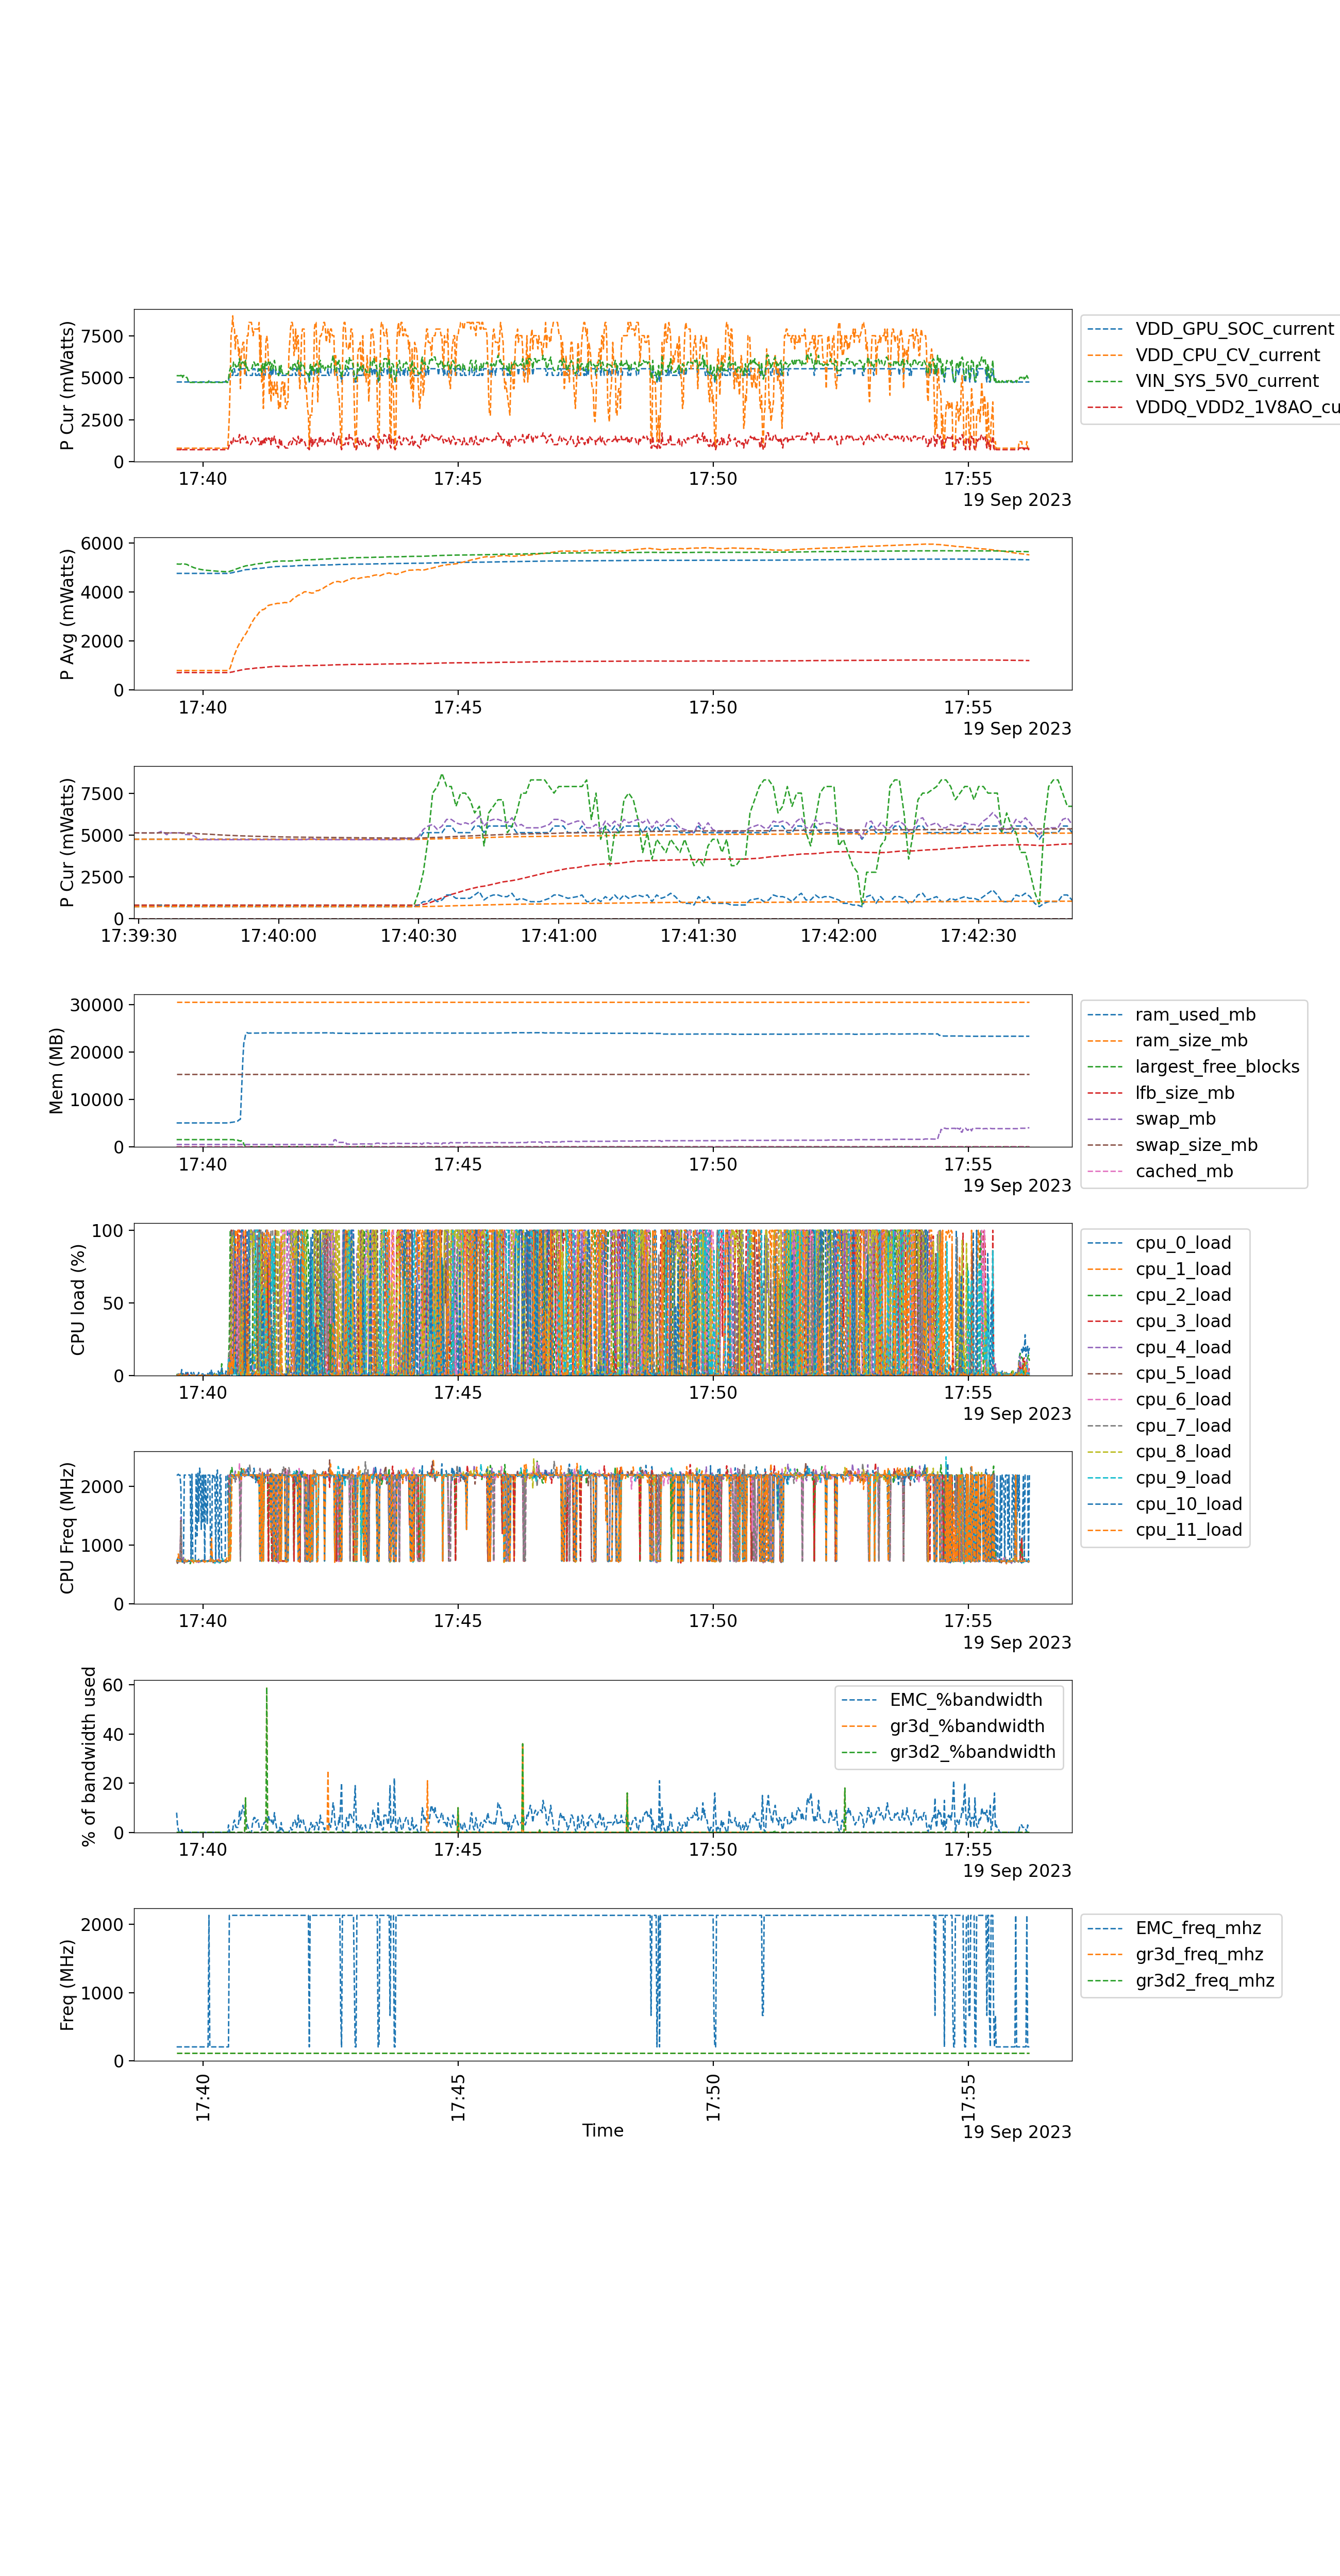 P Cur (mWatts)
7500
5000
2500
0
17:40
17:45
17:50
17:55
19 Sep 2023
VDD_GPU_SOC_current
VDD_CPU_CV_current
VIN_SYS_5V0_current
VDDQ_VDD2_1V8AO_cu
P Avg (mWatts)
6000
4000
2000
0
17:40
17:45
17:50
17:55
19 Sep 2023
P Cur (mWatts)
7500
5000
2500
0
17:39:30
17:40:00
17:40:30
17:41:00
17:41:30
17:42:00
17:42:30
Mem (MB)
30000
20000
10000
0
17:40
17:45
17:50
17:55
19 Sep 2023
ram_used_mb
ram_size_mb
largest_free_blocks
lfb_size_mb
swap_mb
swap_size_mb
cached_mb
CPU load (%)
100
50
0
17:40
17:45
17:50
17:55
19 Sep 2023
cpu_0_load
cpu_1_load
cpu_2_load
cpu_3_load
cpu_4_load
cpu_5_load
cpu_6_load
cpu_7_load
cpu_8_load
cpu_9_load
cpu_10_load
cpu_11_load
CPU Freq (MHz)
2000
1000
0
17:40
17:45
17:50
17:55
19 Sep 2023
% of bandwidth used
60
40
20
0
17:40
17:45
17:50
17:55
19 Sep 2023
EMC_%bandwidth
gr3d_%bandwidth
gr3d2_%bandwidth
Freq (MHz)
2000
1000
0
17:40
17:45
17:50
17:55
Time
19 Sep 2023
EMC_freq_mhz
gr3d_freq_mhz
gr3d2_freq_mhz